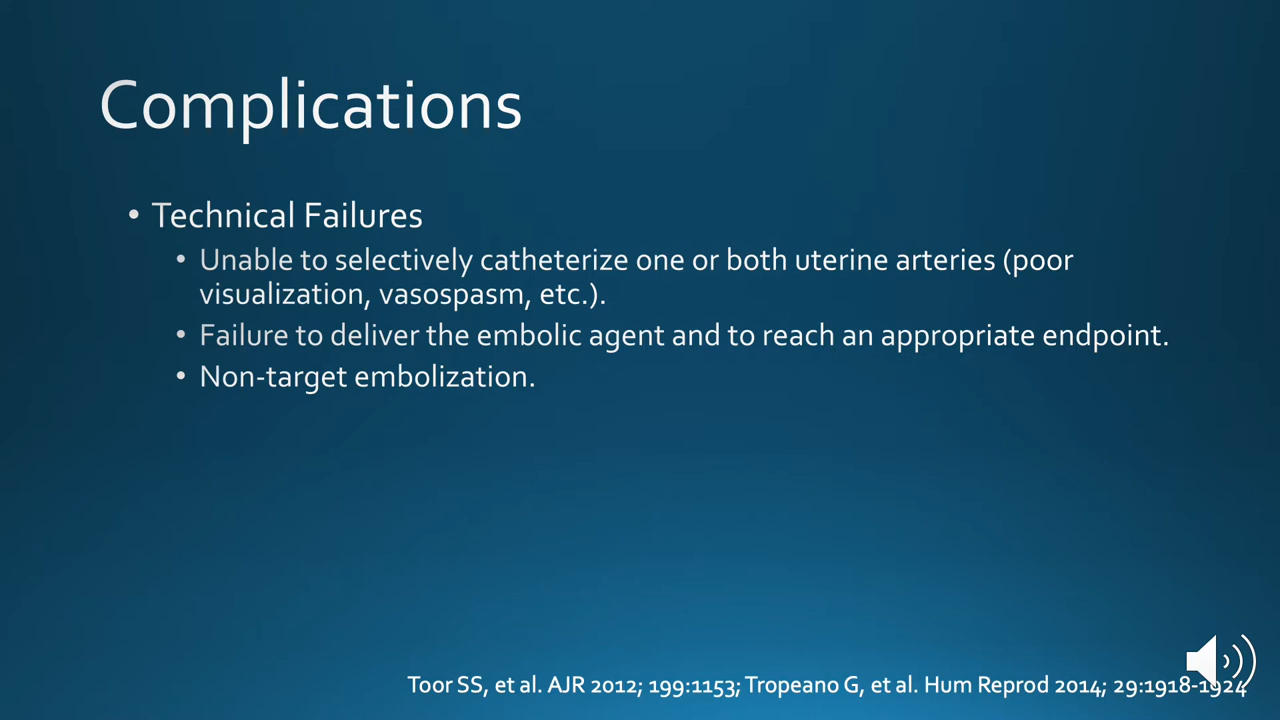 Complications
• Technical Failures
• Unable to selectively catheterize one or both uterine arteries (poor
visualization, vasospasm, etc.).
• Failure to deliver the embolic agent and to reach an appropriate endpoint.
• Non-target embolization.
Toor SS, et al. AJR 2012; 199:1153; Tropeano G, et al. Hum Reprod 2014; 29:1918-1924